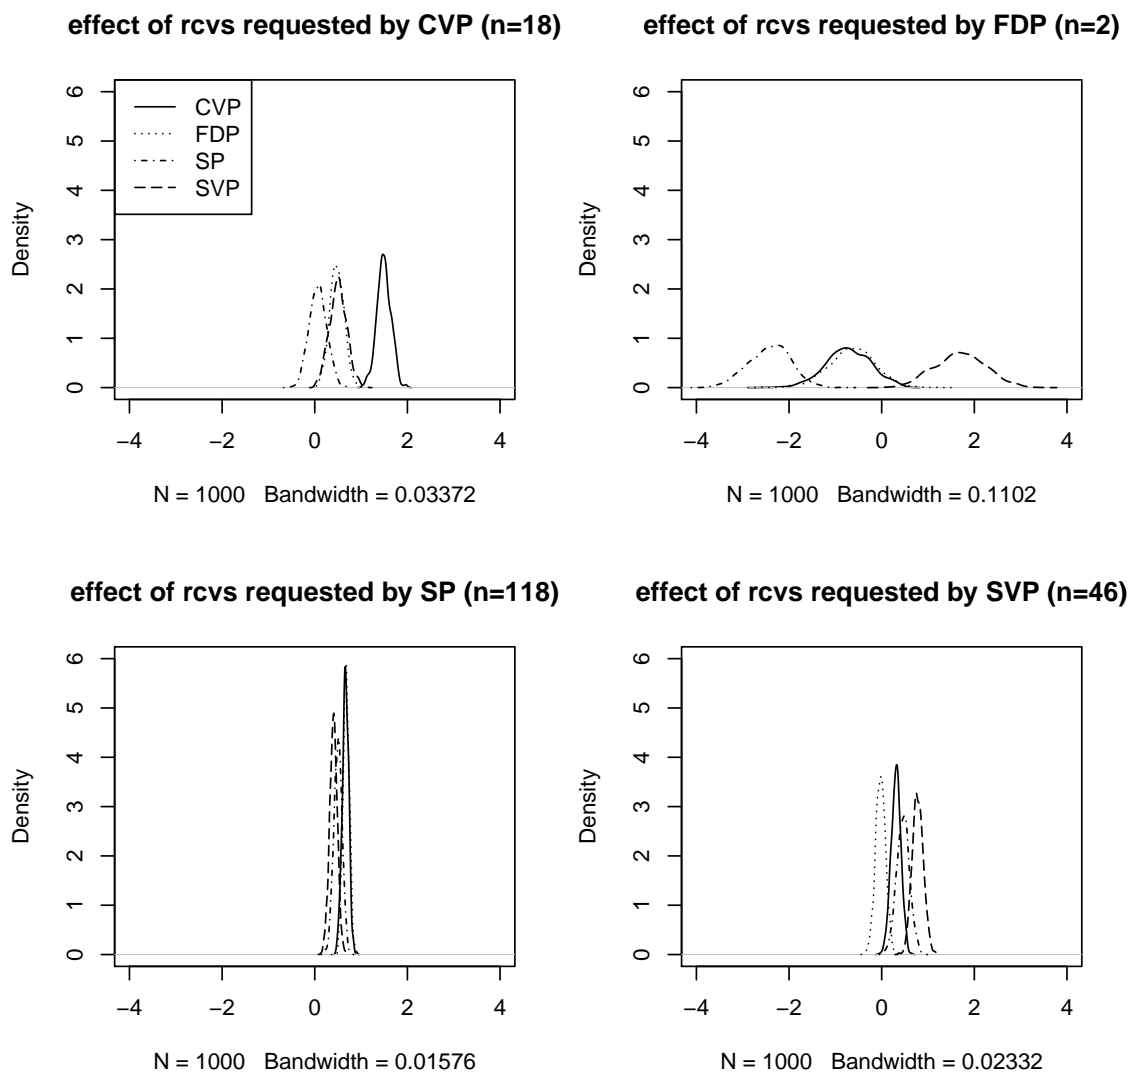 effect of rcvs requested by CVP (n=18)
Density
6
5
4
3
2
1
0
CVP
FDP
SP
SVP
−4 −2 0 2 4
N = 1000 Bandwidth = 0.03372
effect of rcvs requested by FDP (n=2)
Density
6
5
4
3
2
1
0
−4 −2 0 2 4
N = 1000 Bandwidth = 0.1102
effect of rcvs requested by SP (n=118)
Density
6
5
4
3
2
1
0
−4 −2 0 2 4
N = 1000 Bandwidth = 0.01576
effect of rcvs requested by SVP (n=46)
Density
6
5
4
3
2
1
0
−4 −2 0 2 4
N = 1000 Bandwidth = 0.02332